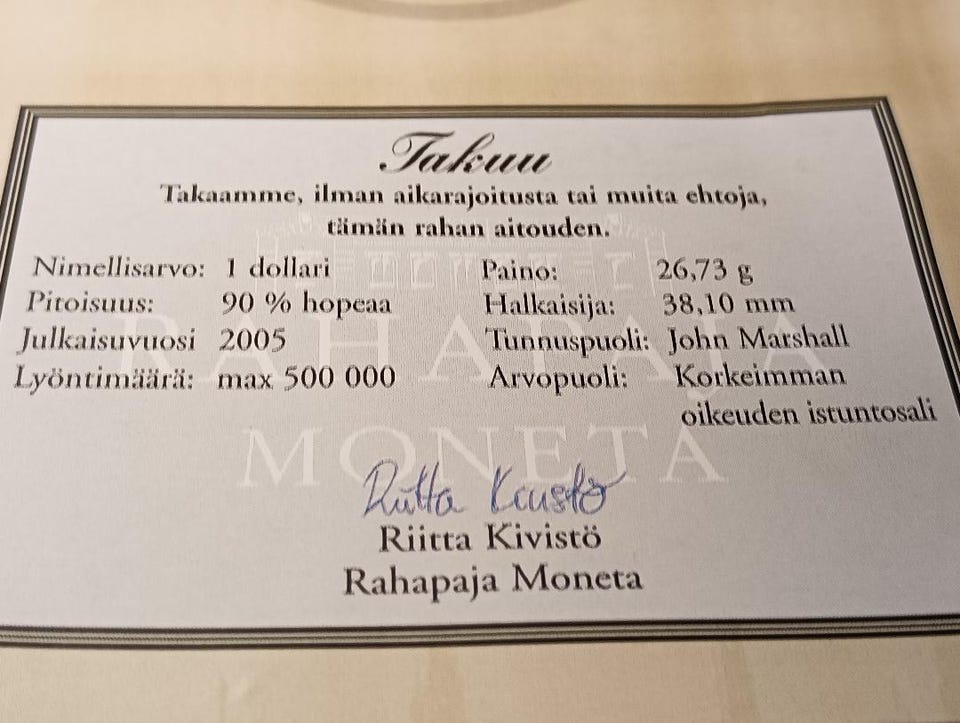 Takuu
Takaamme, ilman aikarajoitusta tai muita ehtoja,
tämän rahan aitouden.
Nimellisarvo: 1 dollari Paino: 26,73 g
Pitoisuus: 90 % hopeaa Halkaisija: 38,10 mm
Julkaisuvuosi 2005 Tunnuspuoli: John Marshall
Lyöntimäärä: max 500 000 Arvopuoli: Korkeimman
oikeuden istuntosali
RAHAPAJA
MONETA
Riitta Kivistö
Riitta Kivistö
Rahapaja Moneta